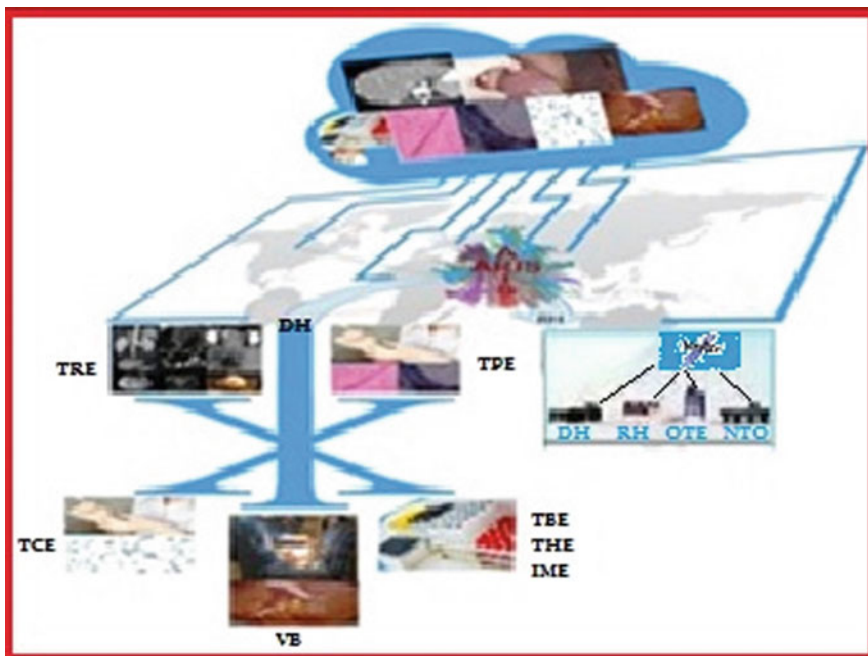 DH
TRE
TPE
DH RH OTE NTO
TCE
TBE
THE
IME
VB